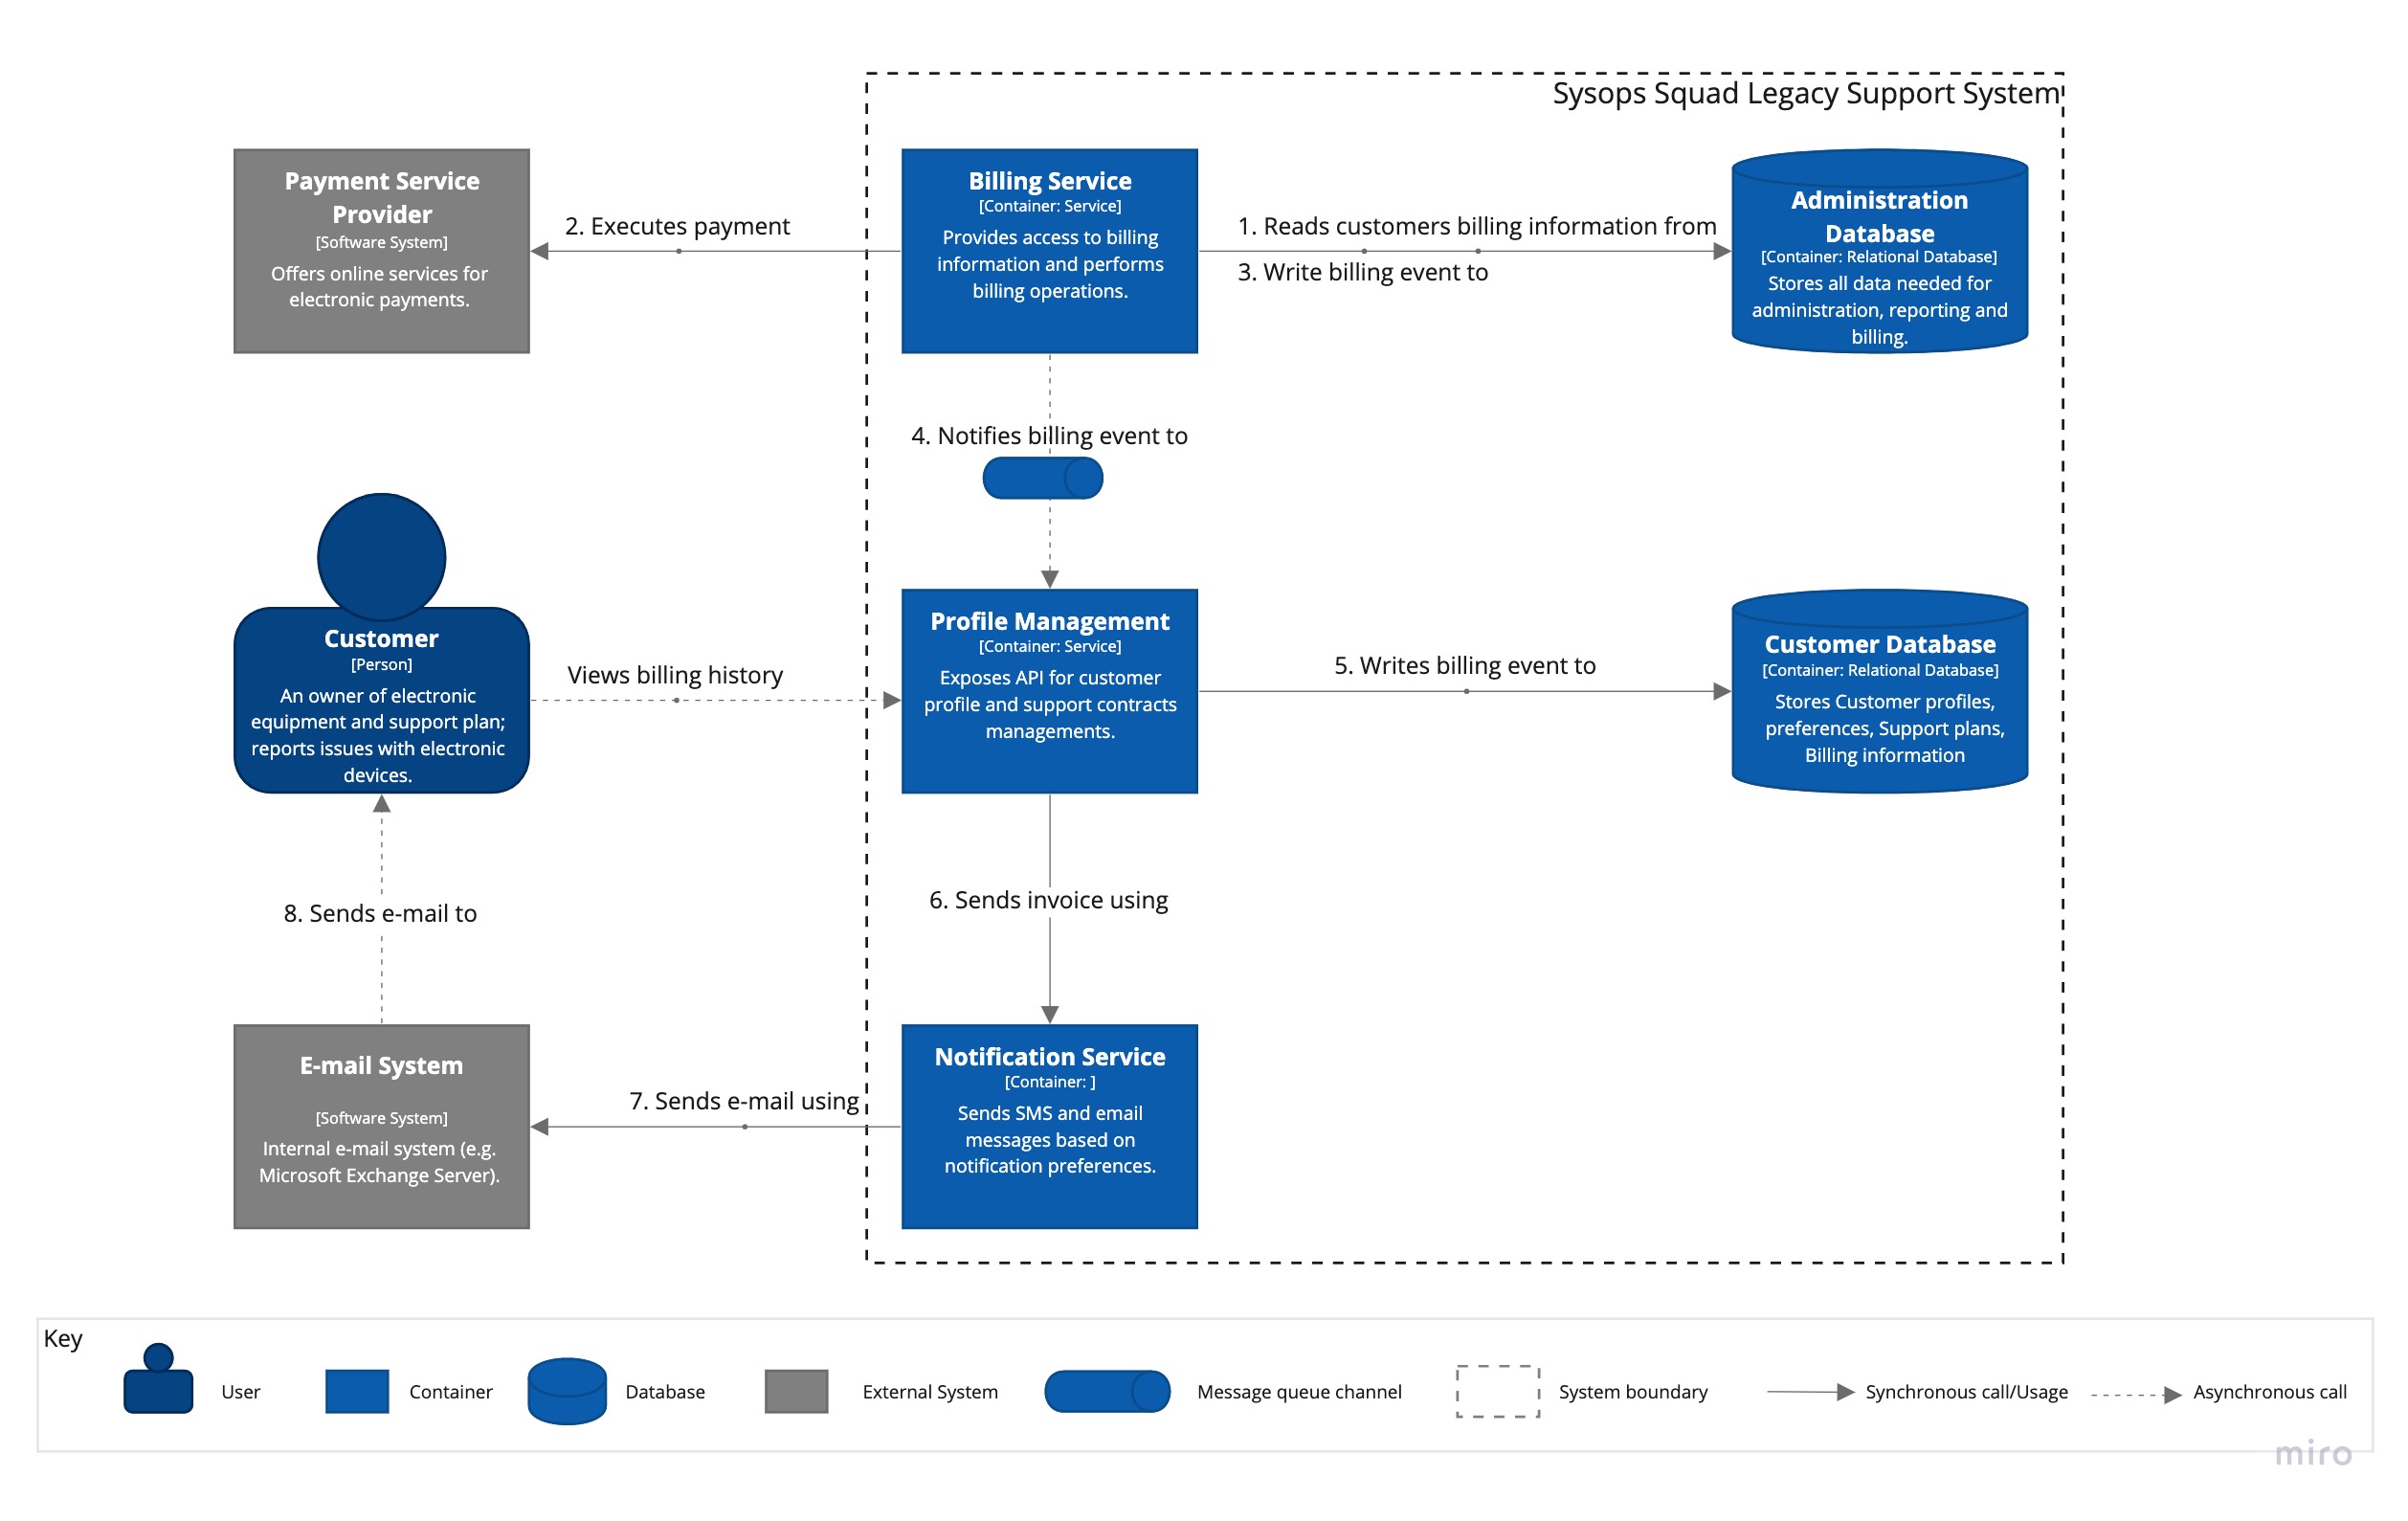 Sysops Squad Legacy Support System
Payment Service
Provider
[Software System]
Offers online services for
electronic payments.
2. Executes payment
Billing Service
[Container: Service]
Provides access to billing
information and performs
billing operations.
1. Reads customers billing information from
3. Write billing event to
Administration
Database
[Container: Relational Database]
Stores all data needed for
administration, reporting and
billing.
4. Notifies billing event to
Customer
[Person]
An owner of electronic
equipment and support plan;
reports issues with electronic
devices.
Views billing history
Profile Management
[Container: Service]
Exposes API for customer
profile and support contracts
managements.
5. Writes billing event to
Customer Database
[Container: Relational Database]
Stores Customer profiles,
preferences, Support plans,
Billing information
8. Sends e-mail to
6. Sends invoice using
E-mail System
[Software System]
Internal e-mail system (e.g.
Microsoft Exchange Server).
7. Sends e-mail using
Notification Service
[Container: ]
Sends SMS and email
messages based on
notification preferences.
Key
User
Container
Database
External System
Message queue channel
System boundary
Synchronous call/Usage
Asynchronous call
miro